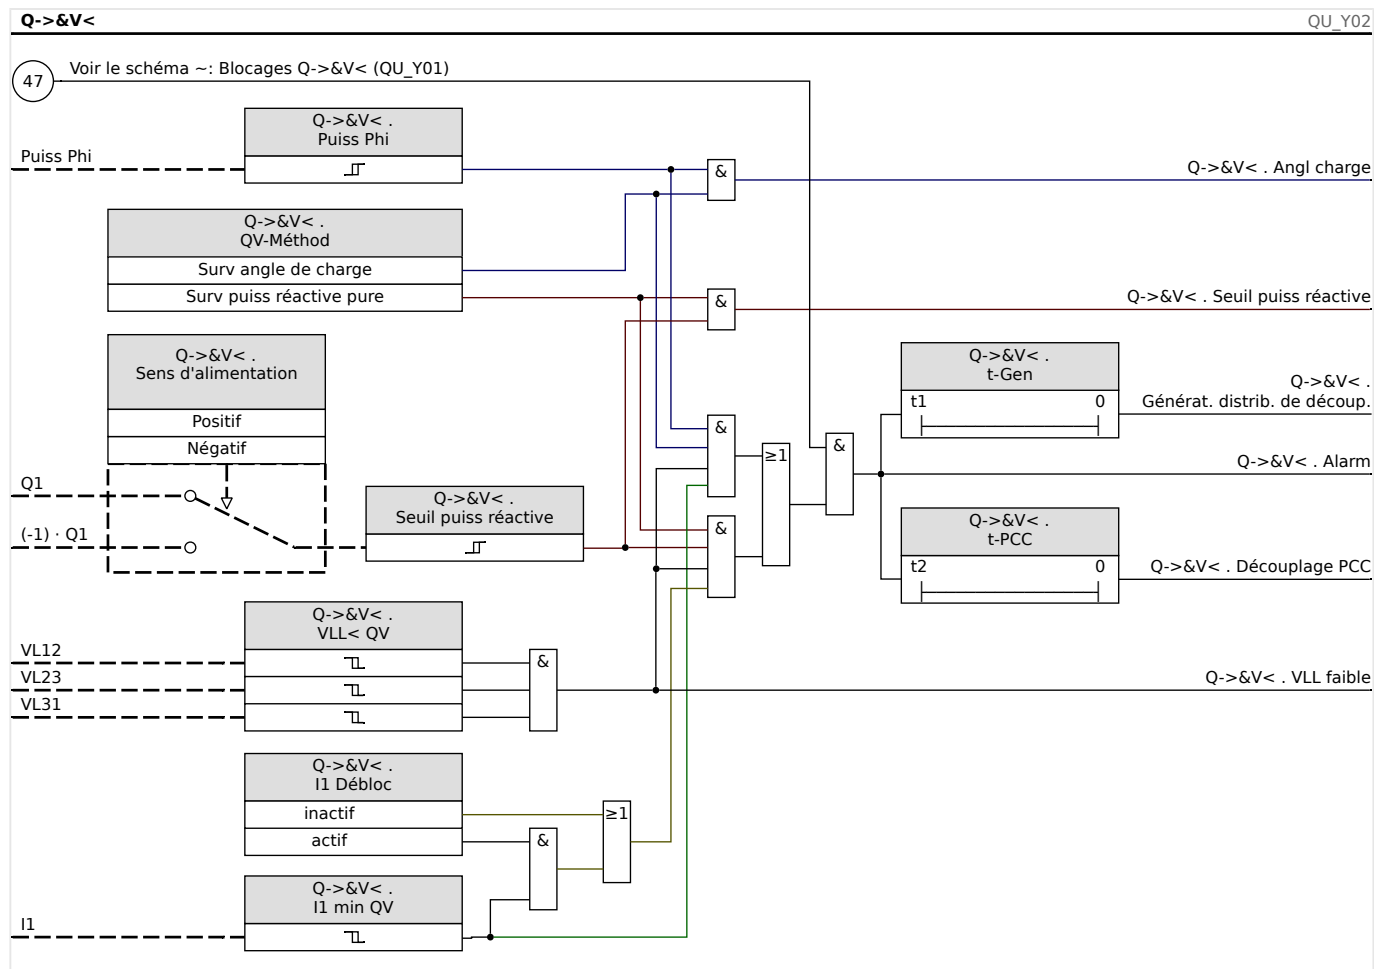 Q->&V<
QU_Y02
47
Voir le schéma ~: Blocages Q->&V< (QU_Y01)
Q->&V< .
Puiss Phi
Puiss Phi
&
Q->&V< . Angl charge
Q->&V< .
QV-Méthod
Surv angle de charge
Surv puiss réactive pure
&
Q->&V< . Seuil puiss réactive
Q->&V< .
Sens d'alimentation
Positif
Négatif
Q->&V< .
t-Gen
t1
0
Q->&V< .
Générat. distrib. de découp.
&
≥1
&
Q->&V< . Alarm
Q1
(-1) · Q1
Q->&V< .
Seuil puiss réactive
&
Q->&V< .
t-PCC
t2
0
Q->&V< . Découplage PCC
Q->&V< .
VLL< QV
VL12
VL23
VL31
&
Q->&V< . VLL faible
Q->&V< .
I1 Débloc
inactif
actif
≥1
&
Q->&V< .
I1 min QV
I1